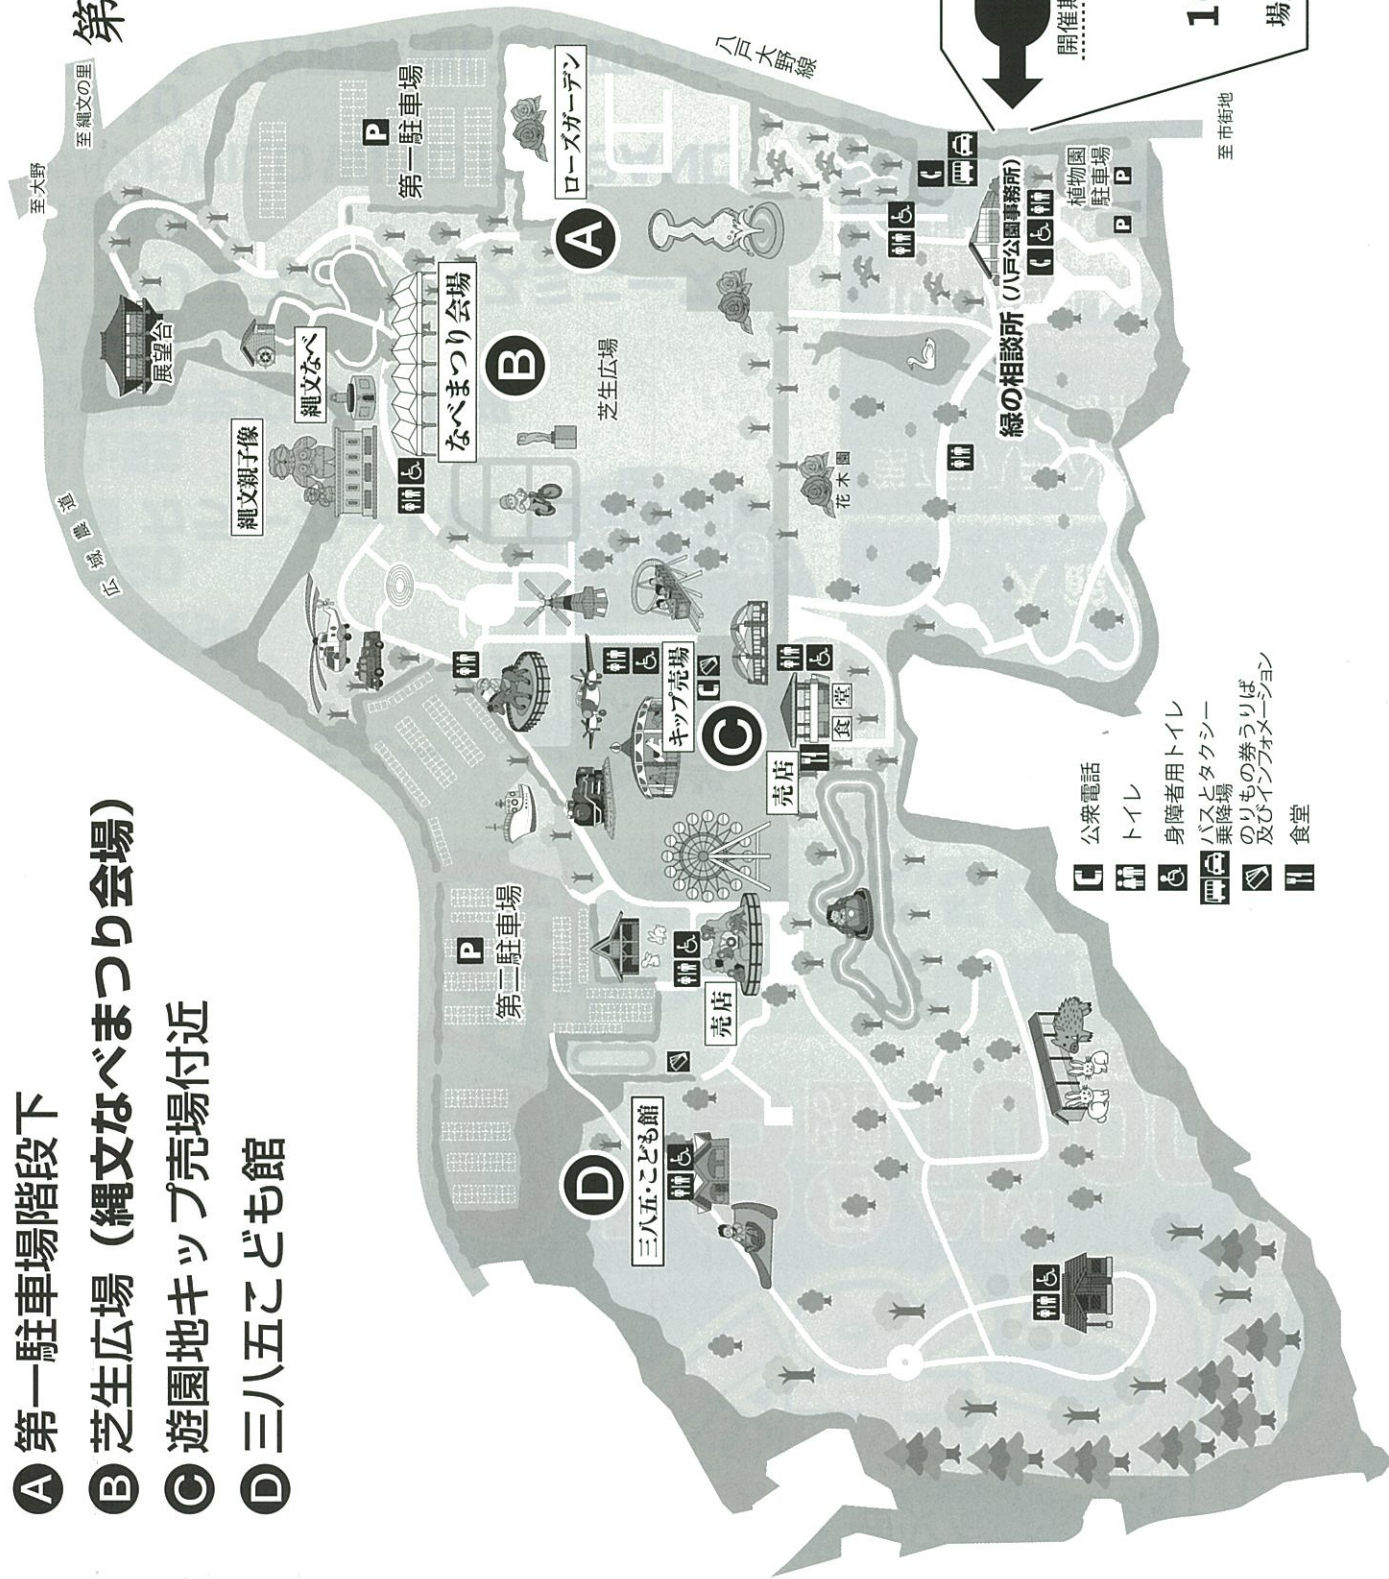 A 第一駐車場階段下
B 芝生広場（縄文なべまつり会場）
C 遊園地キップ売場付近
D 三八五こども館
第
至大野
至縄文の里
広域農道
展望台
縄文なべ
縄文親子像
なべまつり会場
B
芝生広場
P
第一駐車場
ローズガーデン
A
八戸大野線
緑の相談所（八戸公園事務所）
植物園
駐車場
P
P
至市街地
花木園
キップ売場
C
売店
食堂
P
第二駐車場
売店
D
三八五・こども館
公衆電話
トイレ
身障者用トイレ
バスとタクシー
乗降場
のりもの券うりば
及びインフォメーション
食堂
開催期
1
場